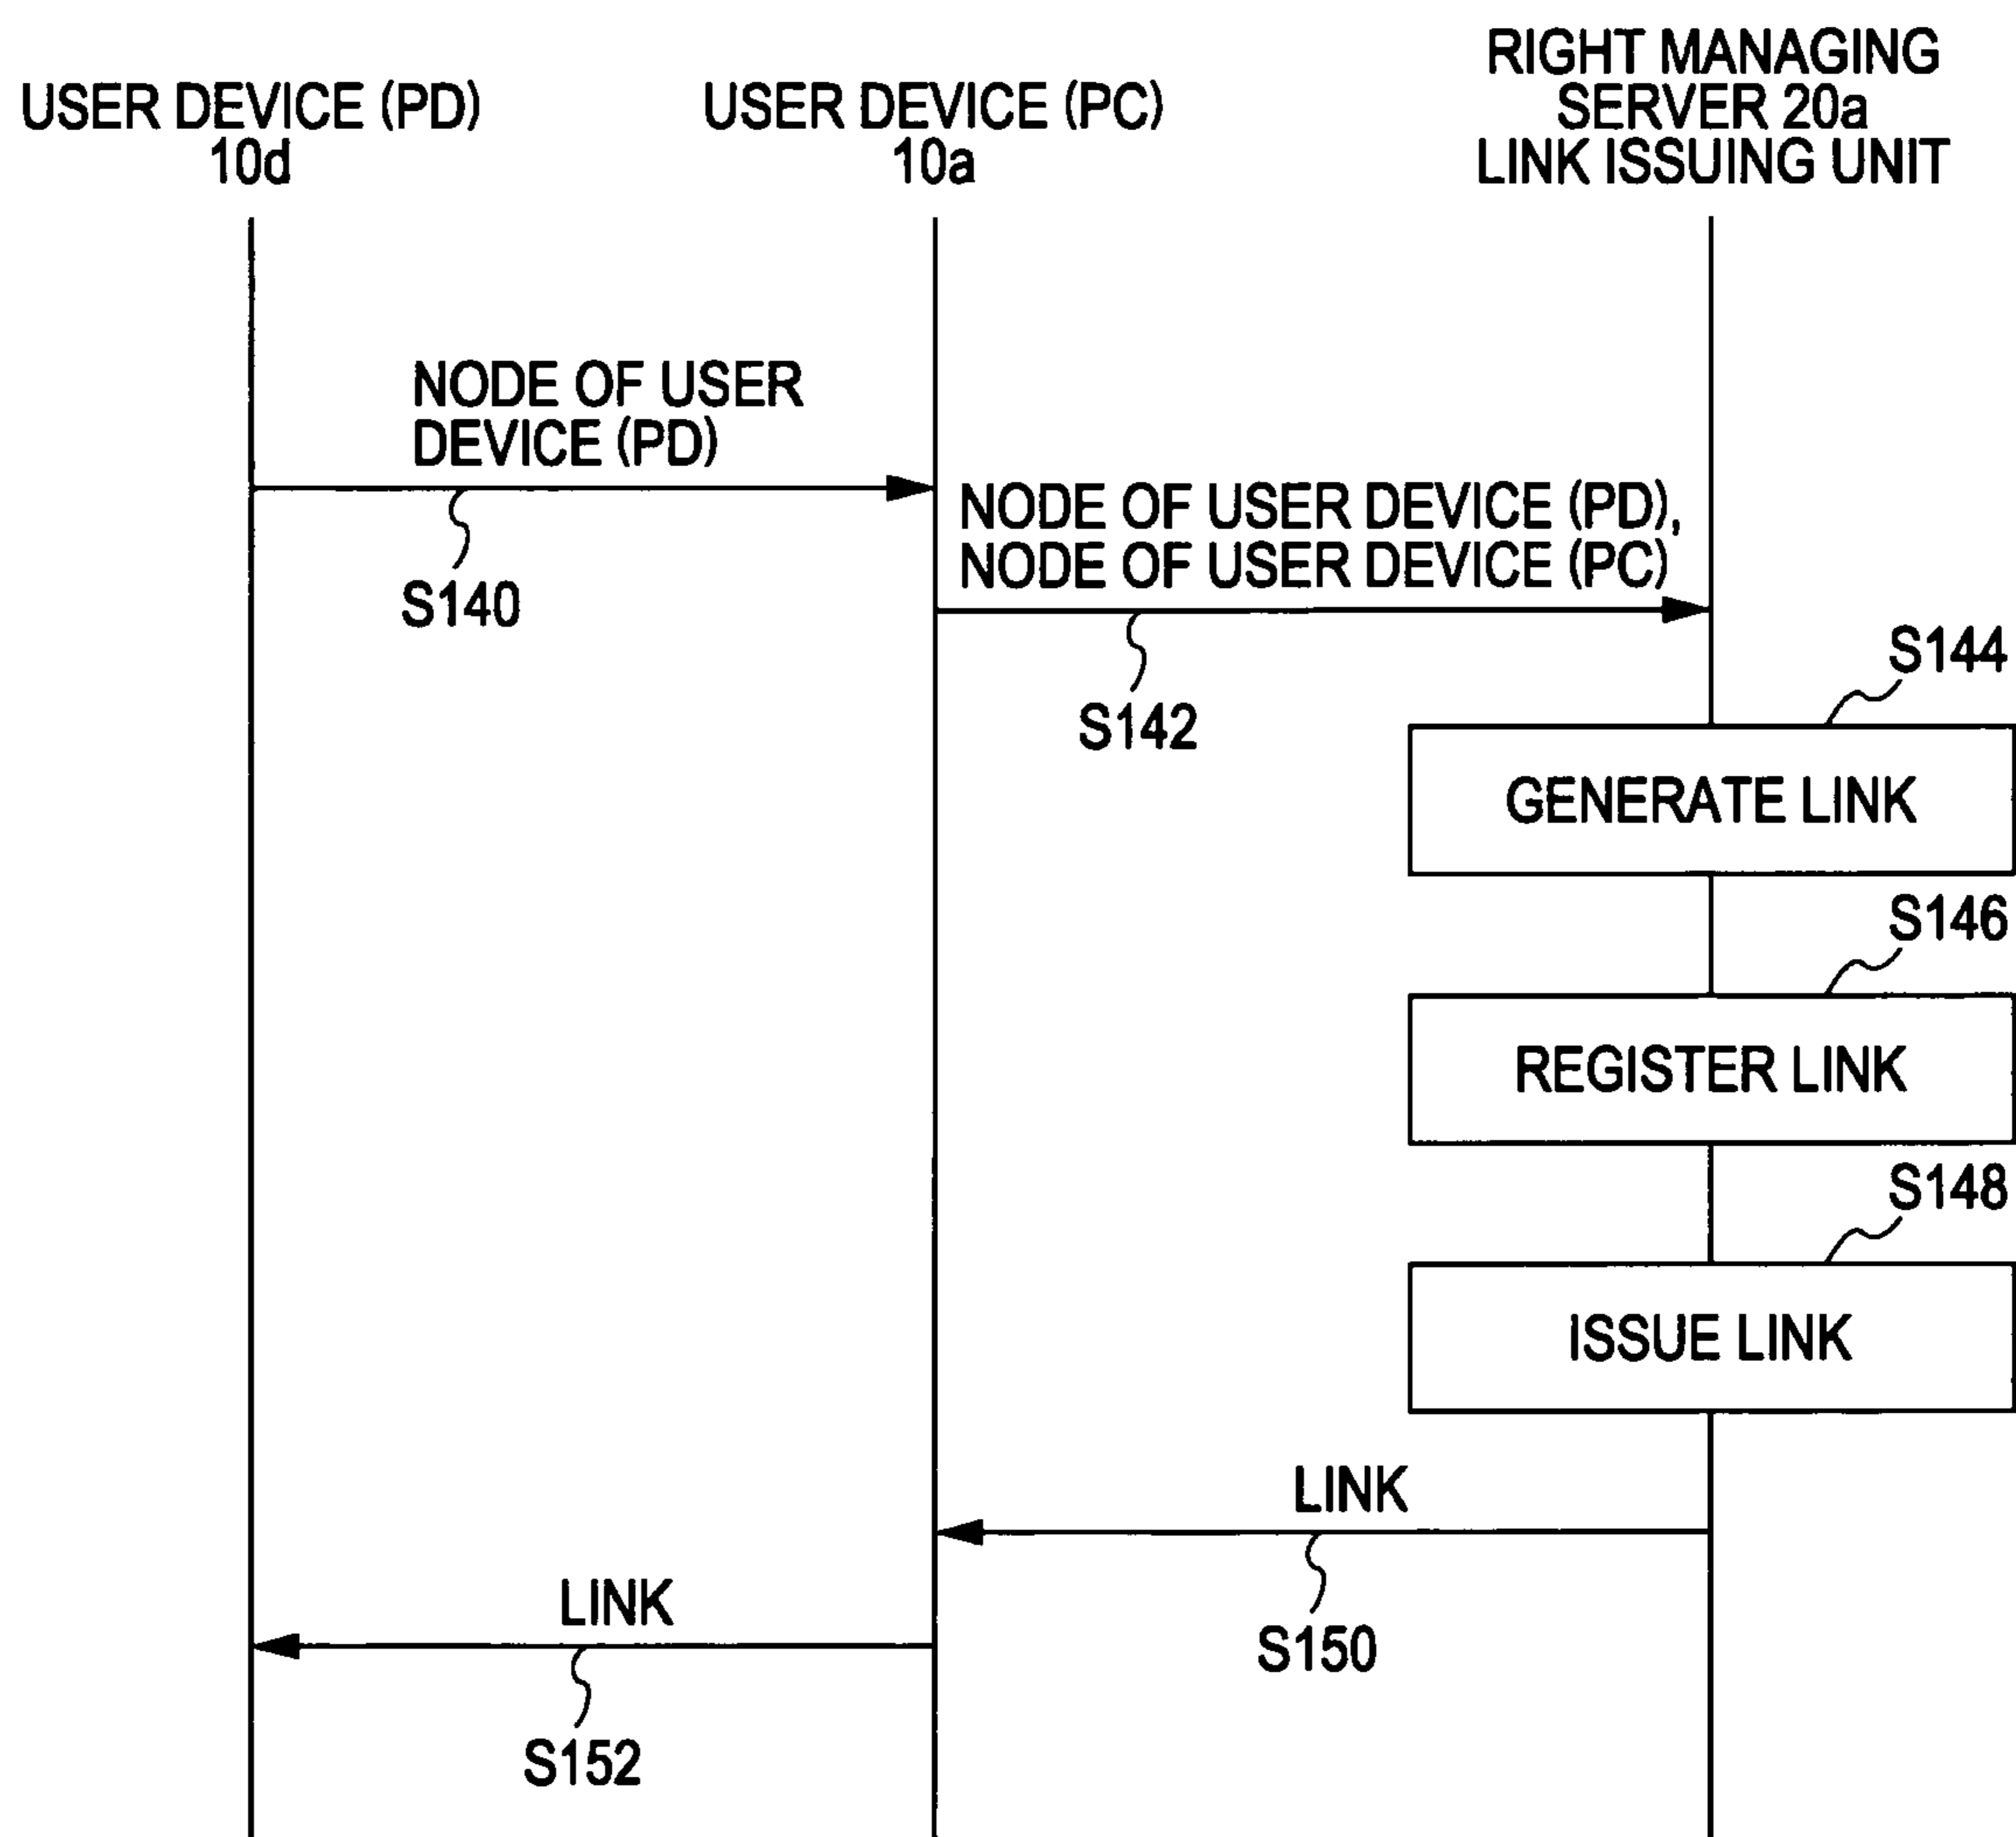 USER DEVICE (PD)
10d
USER DEVICE (PC)
10a
RIGHT MANAGING
SERVER 20a
LINK ISSUING UNIT
NODE OF USER
DEVICE (PD)
S140
NODE OF USER DEVICE (PD),
NODE OF USER DEVICE (PC)
S142
S144
GENERATE LINK
S146
REGISTER LINK
S148
ISSUE LINK
LINK
S150
LINK
S152